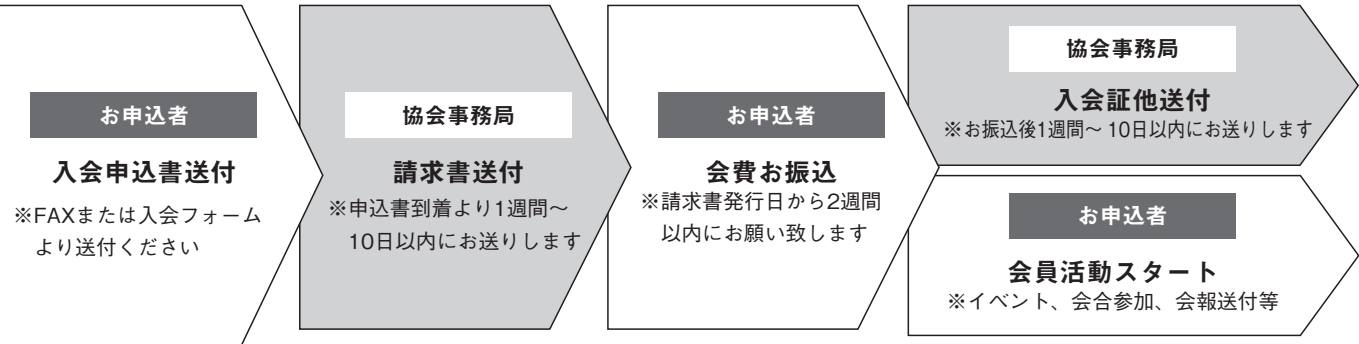 お申込者
入会申込書送付
※FAXまたは入会フォーム
より送付ください
協会事務局
請求書送付
※申込書到着より1週間〜
10日以内にお送りします
お申込者
会費お振込
※請求書発行日から2週間
以内にお願い致します
協会事務局
入会証他送付
※お振込後1週間〜10日以内にお送りします
お申込者
会員活動スタート
※イベント、会合参加、会報送付等